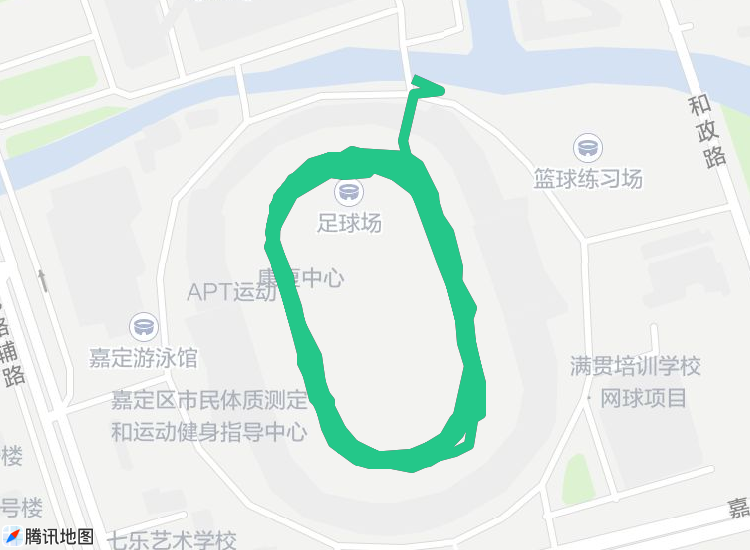 和政路
篮球练习场
足球场
康复中心
APT运动
嘉定游泳馆
路辅路
满贯培训学校
· 网球项目
嘉定区市民体质测定
和运动健身指导中心
楼
号楼
嘉
腾讯地图
七乐艺术学校